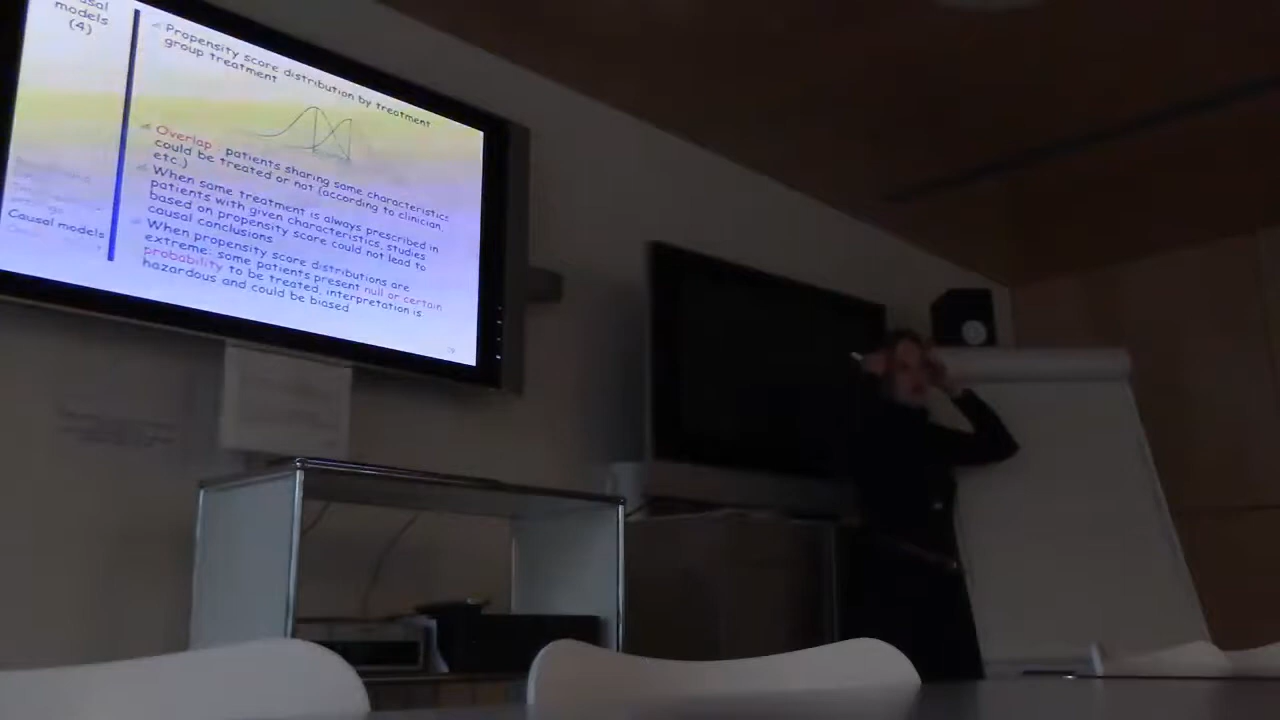 models
(4)
Propensity score distribution by treatment
group treatment
Overlap patients sharing same characteristics
could be treated or not (according to clinician,
etc.)
When same treatment is always prescribed in
patients with given characteristics, studies
based on propensity score could not lead to
causal conclusions
When propensity score distributions are
extreme: some patients present null or certain
probability to be treated, interpretation is
hazardous and could be biased
Causal models